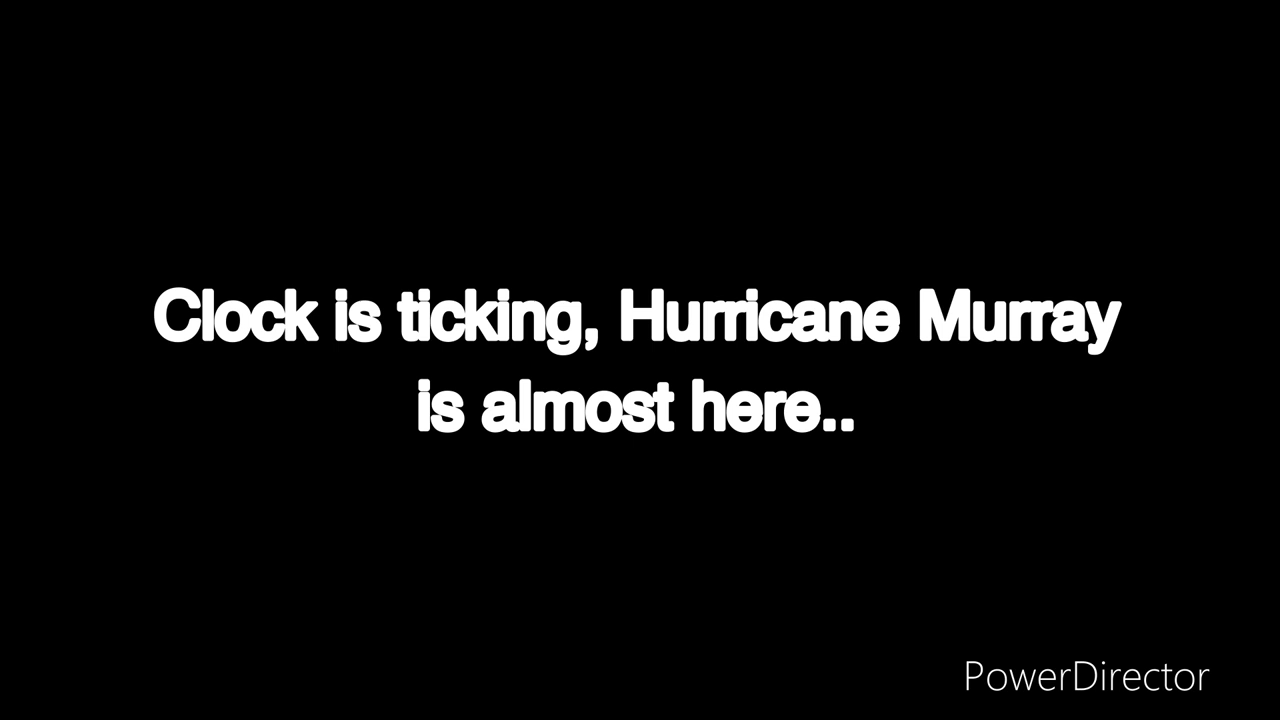 Clock is ticking, Hurricane Murray
is almost here..
PowerDirector